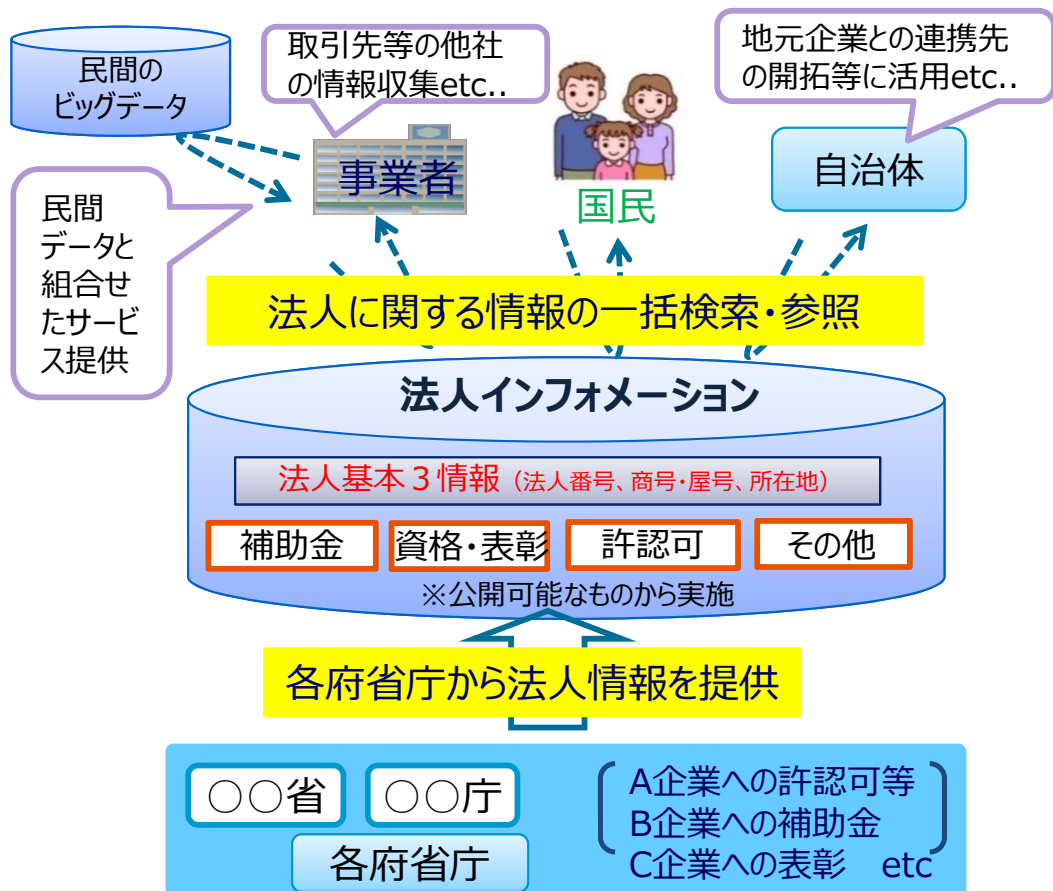 民間の
ビッグデータ
取引先等の他社
の情報収集etc..
地元企業との連携先
の開拓等に活用etc..
事業者
国民
自治体
民間
データと
組合せ
たサービ
ス提供
法人に関する情報の一括検索・参照
法人インフォメーション
法人基本３情報（法人番号、商号・屋号、所在地）
補助金
資格・表彰
許認可
その他
※公開可能なものから実施
各府省庁から法人情報を提供
○○省
○○庁
各府省庁
A企業への許認可等
B企業への補助金
C企業への表彰　etc